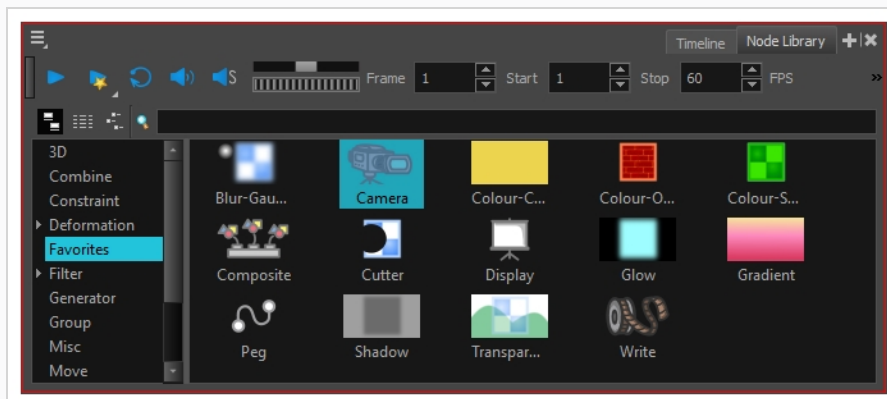 Timeline Node Library
S Frame 1 Start 1 Stop 60 FPS
3D
Combine
Constraint
Deformation
Favorites
Filter
Generator
Group
Misc
Move
Blur-Gau... Camera Colour-C... Colour-O... Colour-S...
Composite Cutter Display Glow Gradient
Peg Shadow Transpar... Write